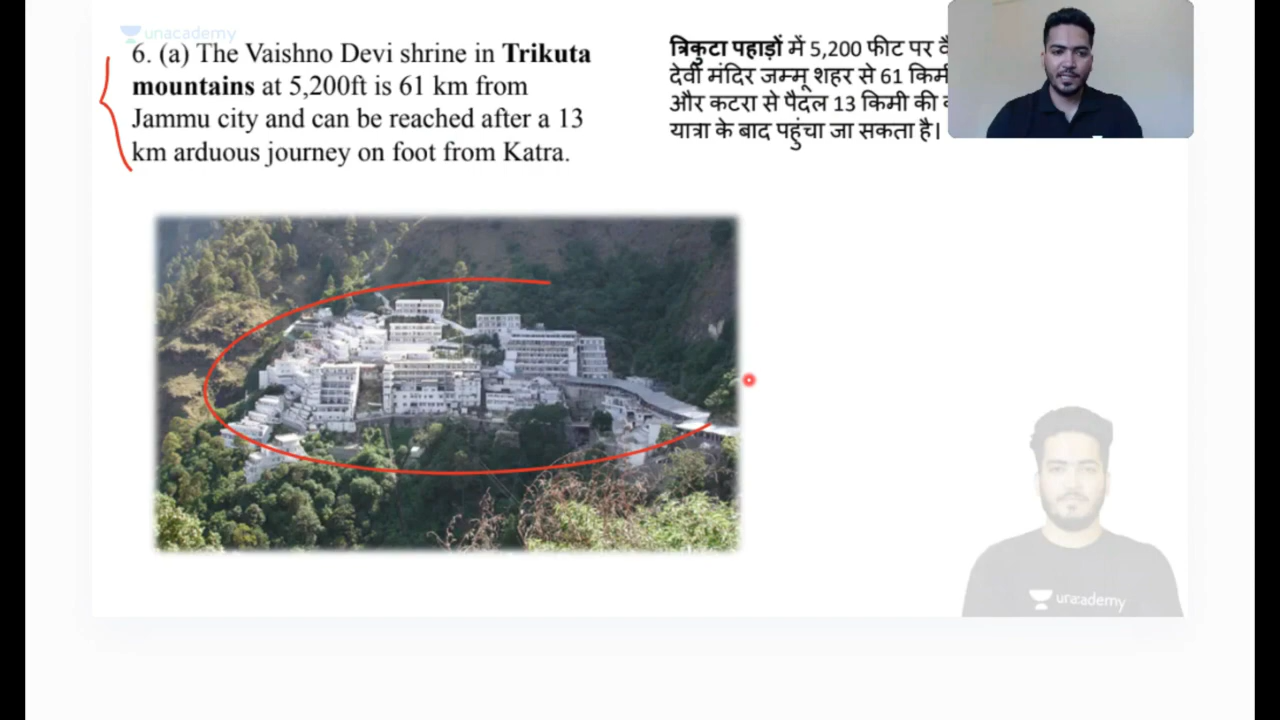 unacademy
6. (a) The Vaishno Devi shrine in Trikuta
mountains at 5,200ft is 61 km from
Jammu city and can be reached after a 13
km arduous journey on foot from Katra.
त्रिकुटा पहाड़ों में 5,200 फीट पर
देवी मंदिर जम्मू शहर से 61 किमी
और कटरा से पैदल 13 किमी की
यात्रा के बाद पहुंचा जा सकता है।
unacademy